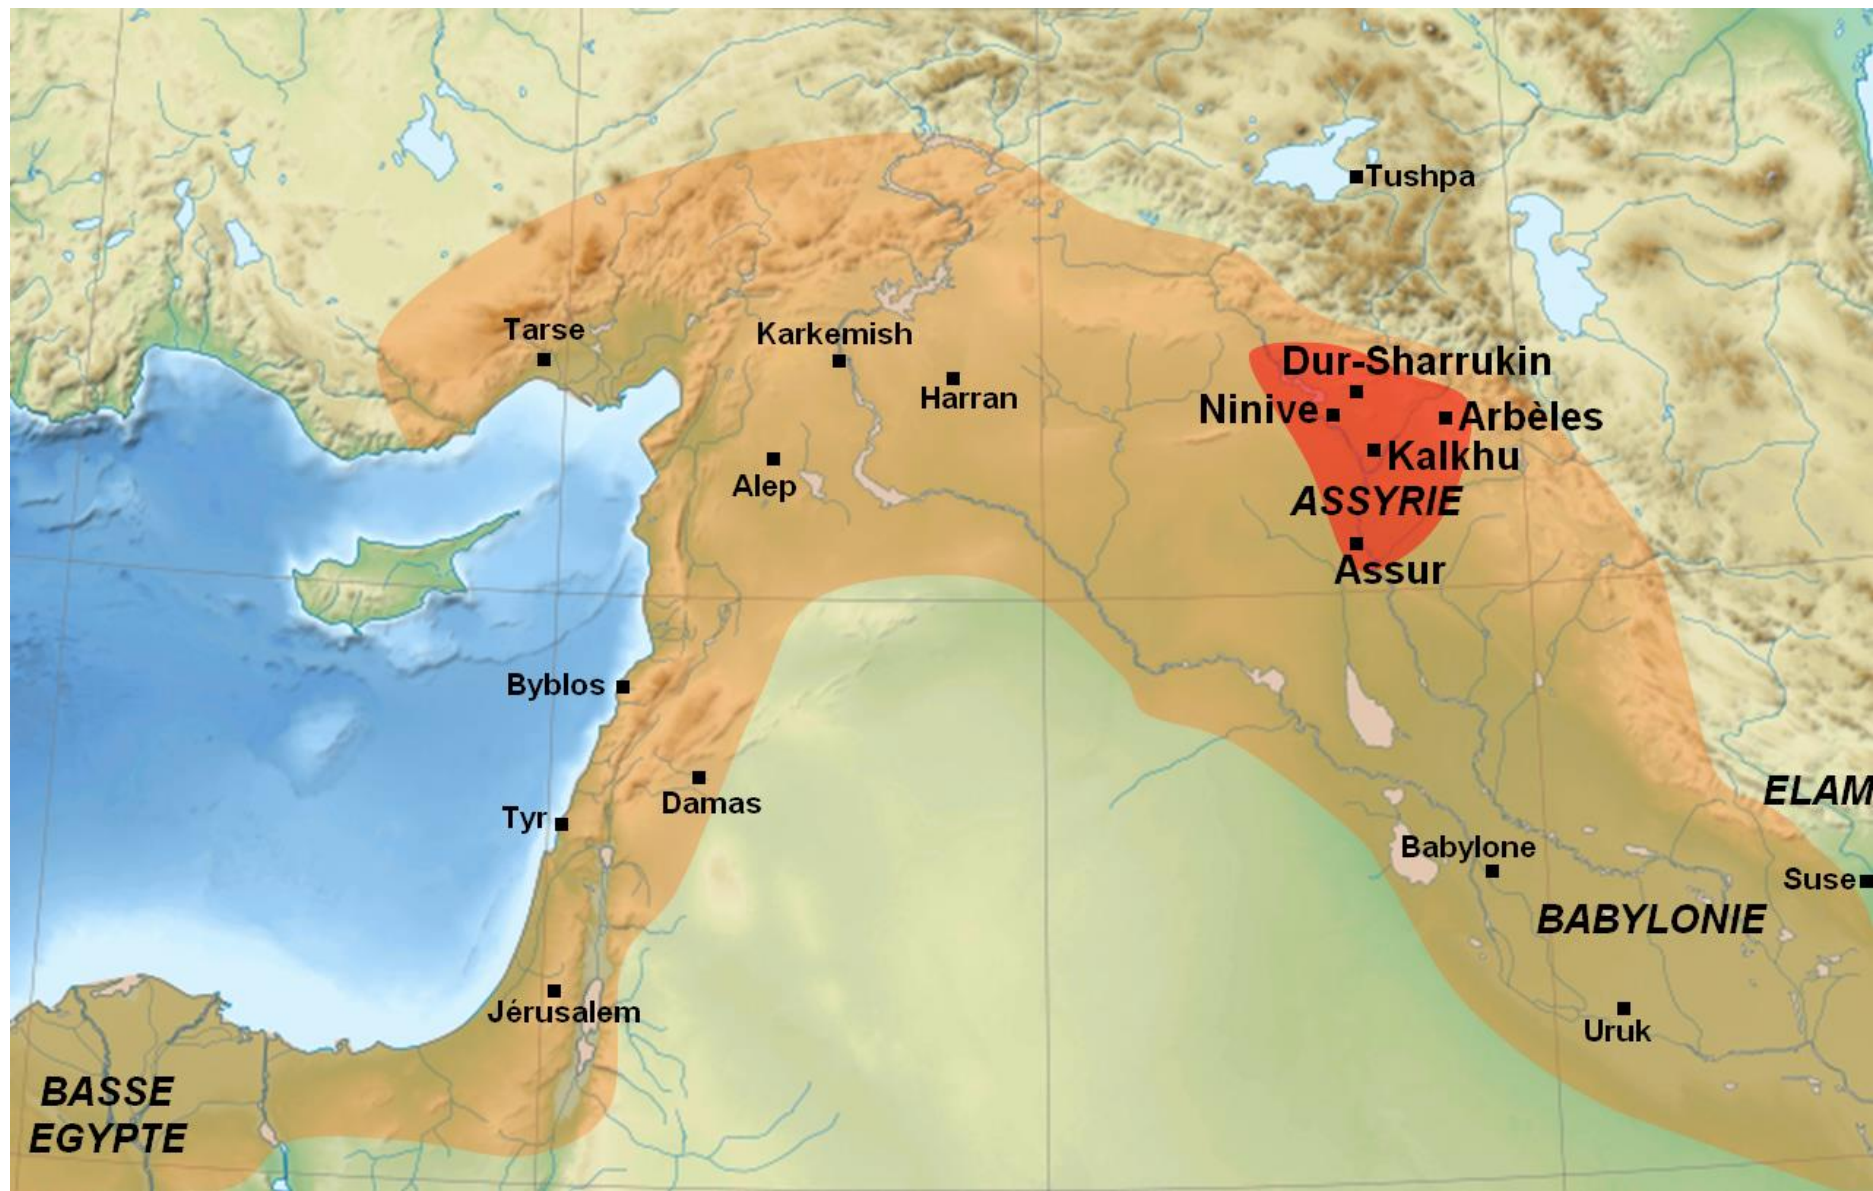 Tushpa
Tarse
Karkemish
Harran
Dur-Sharrukin
Ninive
Arbèles
Kalkhu
Alep
ASSYRIE
Assur
Byblos
Damas
Tyr
ELAM
Babylone
Suse
BABYLONIE
Jérusalem
Uruk
BASSE
EGYPTE